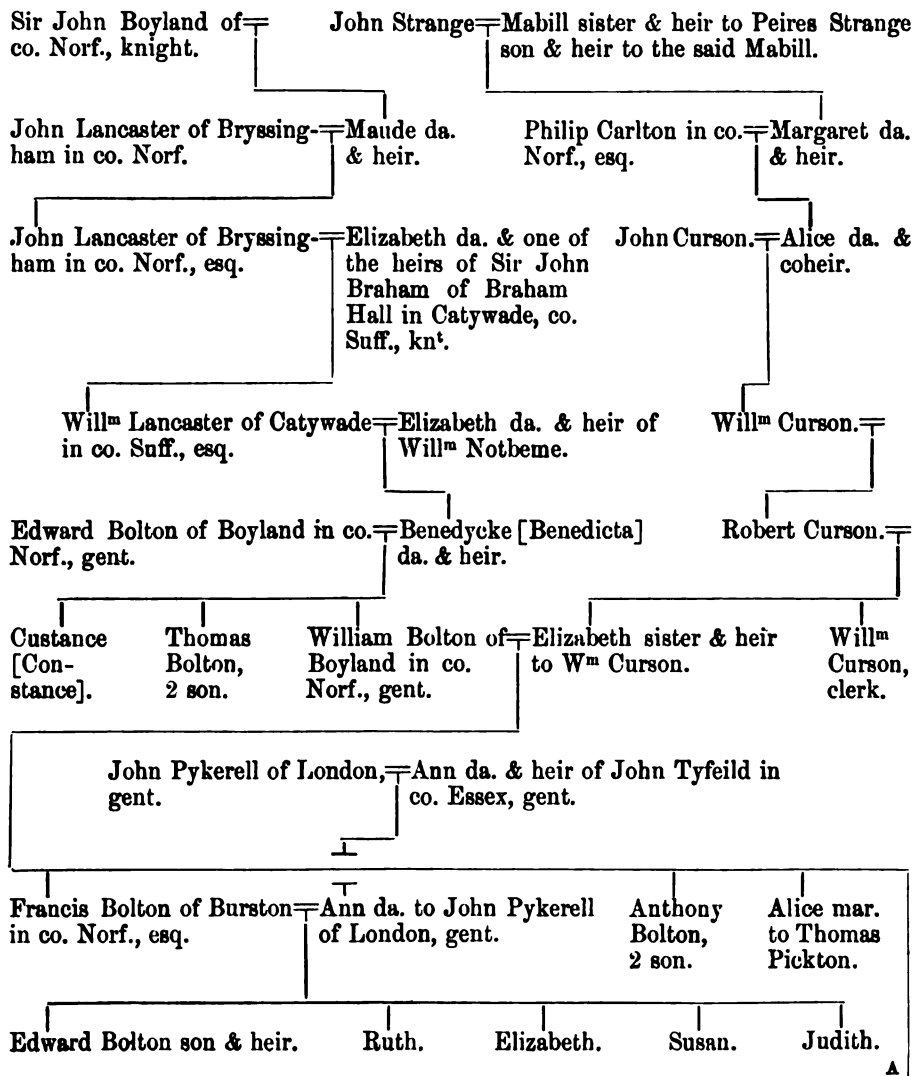 Sir John Boyland of
co. Norf., knight.
John Strange
Mabill sister & heir to Peires Strange
son & heir to the said Mabill.
John Lancaster of Bryssing-
ham in co. Norf.
Maude da.
& heir.
Philip Carlton in co.
Norf., esq.
Margaret da.
& heir.
John Lancaster of Bryssing-
ham in co. Norf., esq.
Elizabeth da. & one of
the heirs of Sir John
Braham of Braham
Hall in Catywade, co.
Suff., knᵗ.
John Curson.
Alice da. &
coheir.
Willᵐ Lancaster of Catywade
in co. Suff., esq.
Elizabeth da. & heir of
Willᵐ Notbeme.
Willᵐ Curson.
Edward Bolton of Boyland in co.
Norf., gent.
Benedycke [Benedicta]
da. & heir.
Robert Curson.
Custance
[Con-
stance].
Thomas
Bolton,
2 son.
William Bolton of
Boyland in co.
Norf., gent.
Elizabeth sister & heir
to Wᵐ Curson.
Willᵐ
Curson,
clerk.
John Pykerell of London,
gent.
Ann da. & heir of John Tyfeild in
co. Essex, gent.
Francis Bolton of Burston
in co. Norf., esq.
Ann da. to John Pykerell
of London, gent.
Anthony
Bolton,
2 son.
Alice mar.
to Thomas
Pickton.
Edward Bolton son & heir.
Ruth.
Elizabeth.
Susan.
Judith.
A